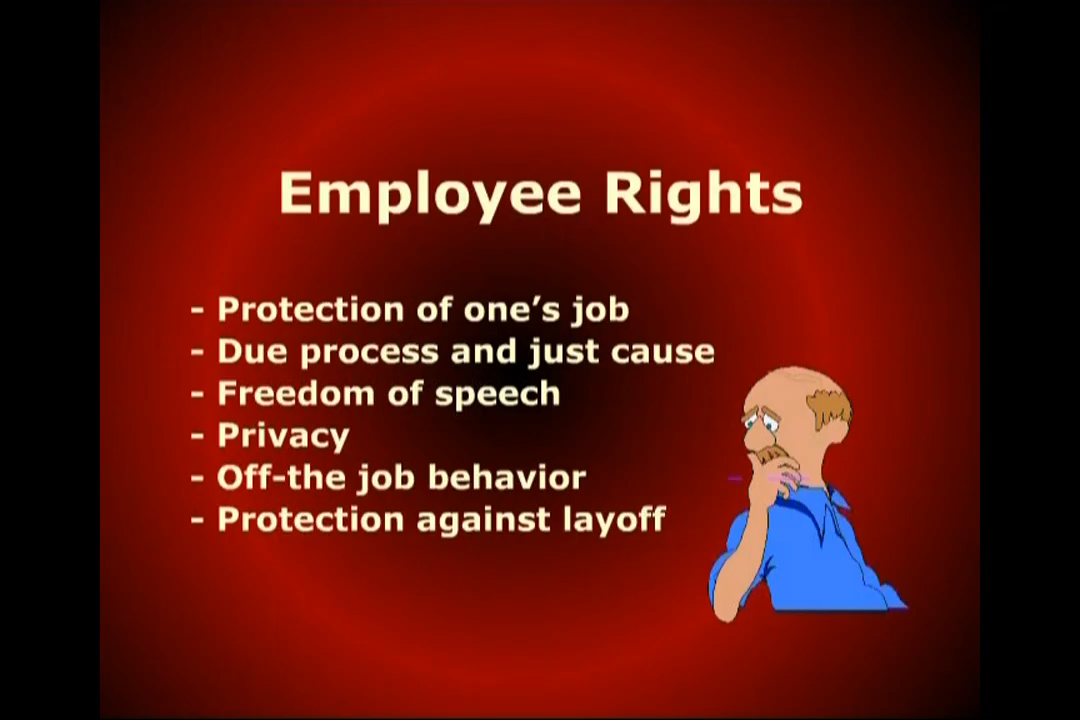 Employee Rights
- Protection of one’s job
- Due process and just cause
- Freedom of speech
- Privacy
- Off-the job behavior
- Protection against layoff